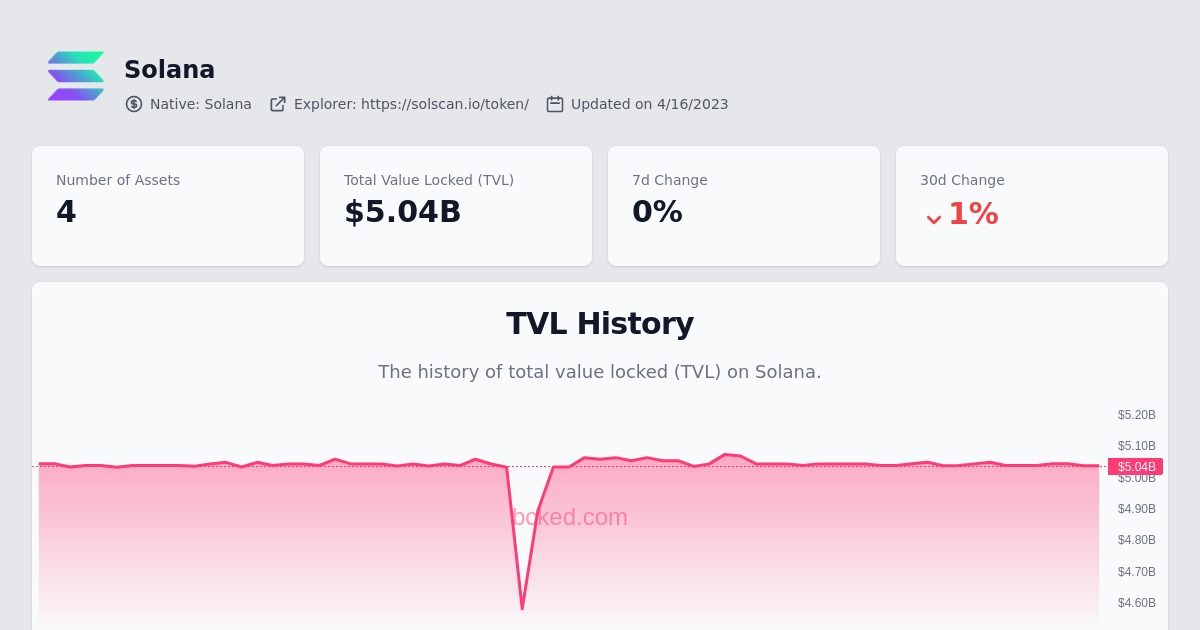 Solana
Native: Solana Explorer: https://solscan.io/token/ Updated on 4/16/2023
Number of Assets
4
Total Value Locked (TVL)
$5.04B
7d Change
0%
30d Change
1%
TVL History
The history of total value locked (TVL) on Solana.
$5.20B
$5.10B
$5.04B
$5.00B
$4.90B
boked.com
$4.80B
$4.70B
$4.60B